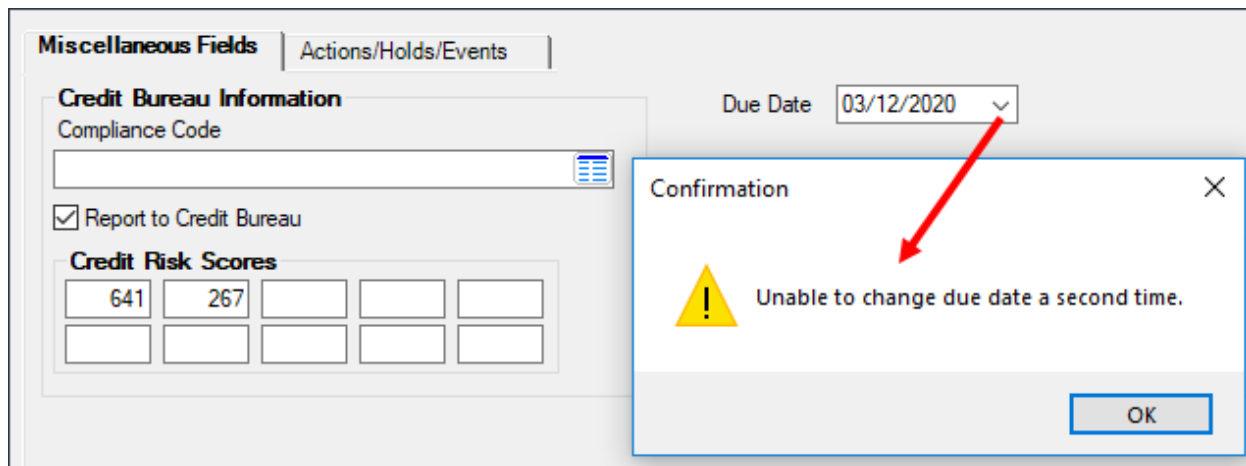 Miscellaneous Fields
Actions/Holds/Events
Credit Bureau Information
Compliance Code
Report to Credit Bureau
Credit Risk Scores
641 267
Due Date 03/12/2020
Confirmation
Unable to change due date a second time.
OK